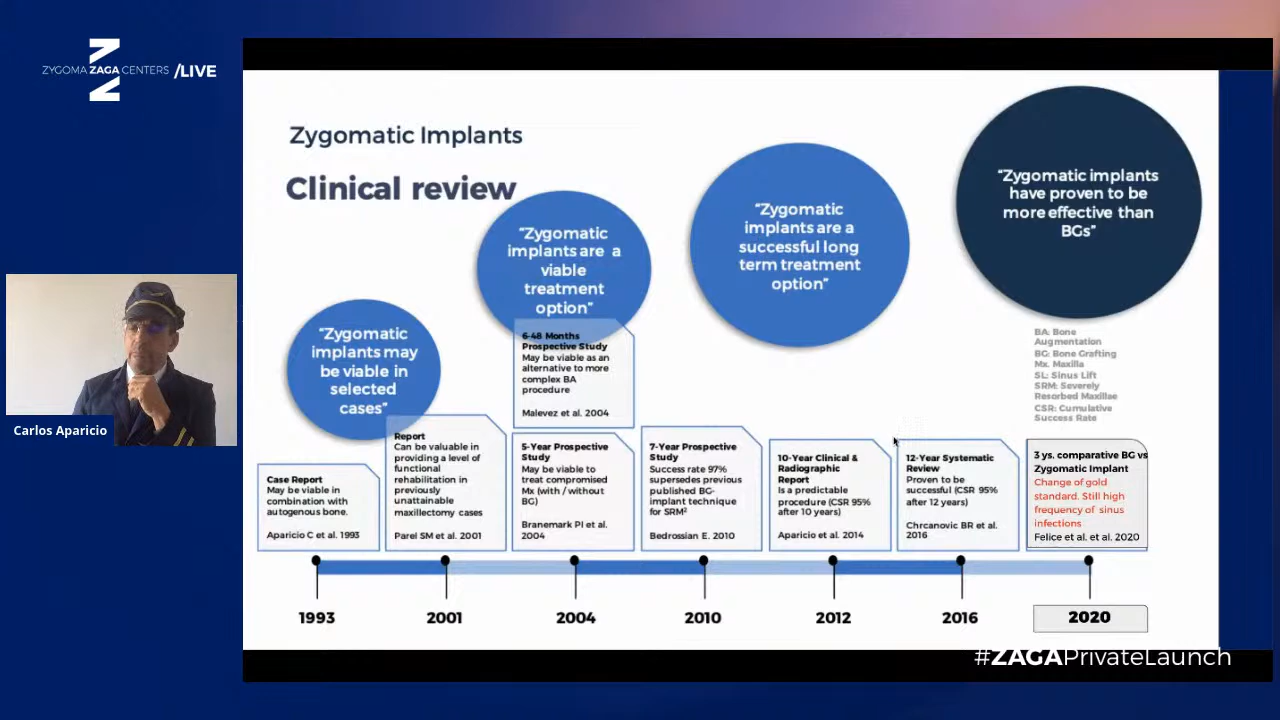 ZYGOMA ZAGA CENTERS /LIVE
Carlos Aparicio
Zygomatic Implants
Clinical review
“Zygomatic
implants may
be viable in
selected
cases”
“Zygomatic
implants are a
viable
treatment
option”
“Zygomatic
implants are a
successful long
term treatment
option”
“Zygomatic implants
have proven to be
more effective than
BGs”
BA: Bone
Augmentation
BG: Bone Grafting
Mx. Maxilla
SL: Sinus Lift
SRM: Severely
Resorbed Maxillae
CSR: Cumulative
Success Rate
Case Report
May be viable in
combination with
autogenous bone.
Aparicio C et al. 1993
Report
Can be valuable in
providing a level of
functional
rehabilitation in
previously
unattainable
maxillectomy cases
Parel SM et al. 2001
6-48 Months
Prospective Study
May be viable as an
alternative to more
complex BA
procedure
Malevez et al. 2004
5-Year Prospective
Study
May be viable to
treat compromised
Mx (with / without
BG)
Branemark PI et al.
2004
7-Year Prospective
Study
Success rate 97%
supersedes previous
published BG-
implant technique
for SRM²
Bedrossian E. 2010
10-Year Clinical &
Radiographic
Report
Is a predictable
procedure (CSR 95%
after 10 years)
Aparicio et al. 2014
12-Year Systematic
Review
Proven to be
successful (CSR 95%
after 12 years)
Chrcanovic BR et al.
2016
3 ys. comparative BG vs
Zygomatic Implant
Change of gold
standard. Still high
frequency of sinus
infections
Felice et al. et al. 2020
1993
2001
2004
2010
2012
2016
2020
#ZAGAPrivateLaunch